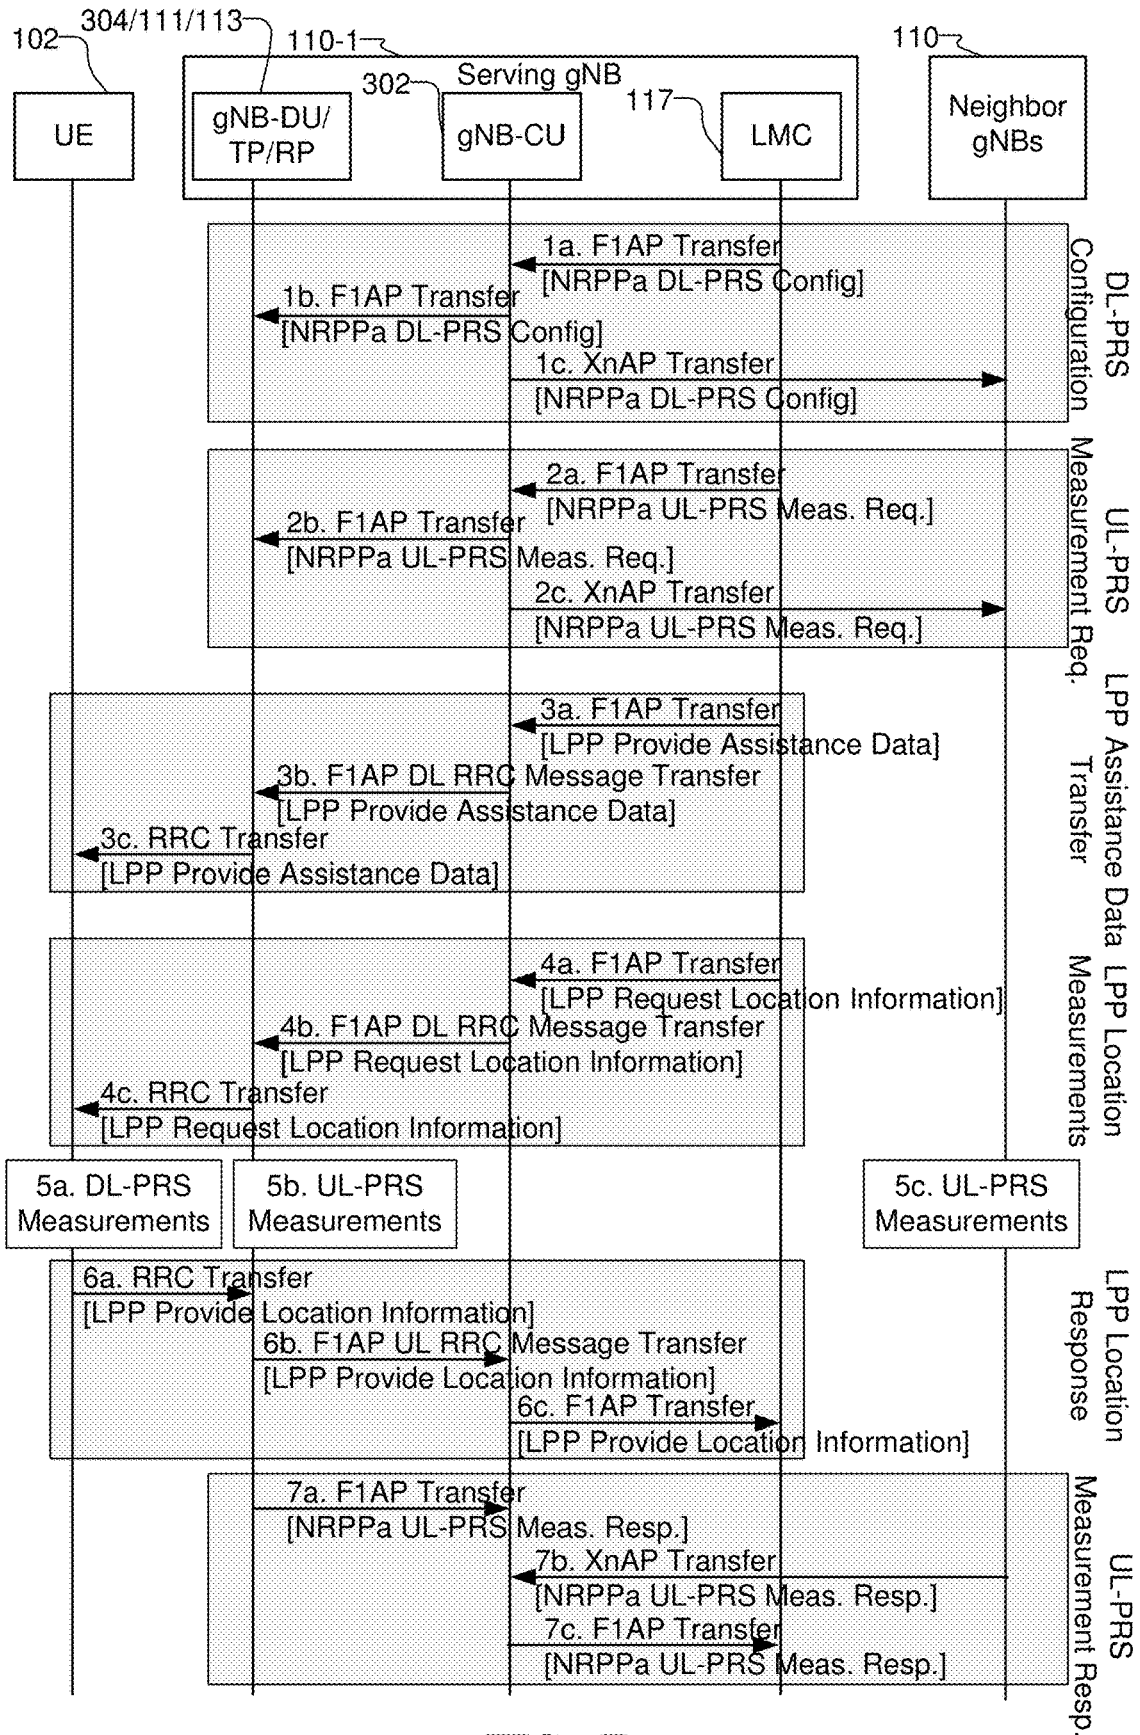 304/111/113
102
110-1
110
Serving gNB
302
117
UE
gNB-DU/
TP/RP
gNB-CU
LMC
Neighbor
gNBs
1a. F1AP Transfer
[NRPPa DL-PRS Config]
1b. F1AP Transfer
[NRPPa DL-PRS Config]
1c. XnAP Transfer
[NRPPa DL-PRS Config]
DL-PRS
Configuration
2a. F1AP Transfer
[NRPPa UL-PRS Meas. Req.]
2b. F1AP Transfer
[NRPPa UL-PRS Meas. Req.]
2c. XnAP Transfer
[NRPPa UL-PRS Meas. Req.]
UL-PRS
Measurement Req.
3a. F1AP Transfer
[LPP Provide Assistance Data]
3b. F1AP DL RRC Message Transfer
[LPP Provide Assistance Data]
3c. RRC Transfer
[LPP Provide Assistance Data]
LPP Assistance Data
Transfer
4a. F1AP Transfer
[LPP Request Location Information]
4b. F1AP DL RRC Message Transfer
[LPP Request Location Information]
4c. RRC Transfer
[LPP Request Location Information]
LPP Location
Measurements
5a. DL-PRS
Measurements
5b. UL-PRS
Measurements
5c. UL-PRS
Measurements
6a. RRC Transfer
[LPP Provide Location Information]
6b. F1AP UL RRC Message Transfer
[LPP Provide Location Information]
6c. F1AP Transfer
[LPP Provide Location Information]
LPP Location
Response
7a. F1AP Transfer
[NRPPa UL-PRS Meas. Resp.]
7b. XnAP Transfer
[NRPPa UL-PRS Meas. Resp.]
7c. F1AP Transfer
[NRPPa UL-PRS Meas. Resp.]
UL-PRS
Measurement Resp.